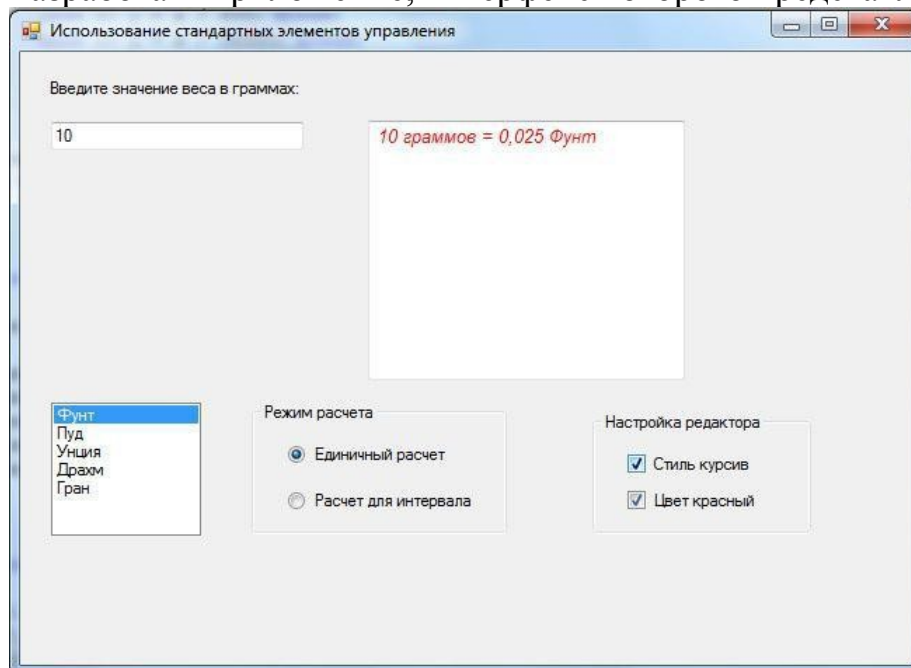 Использование стандартных элементов управления
Введите значение веса в граммах:
10
10 граммов = 0,025 Фунт
Фунт
Пуд
Унция
Драхм
Гран
Режим расчета
Единичный расчет
Расчет для интервала
Настройка редактора
Стиль курсив
Цвет красный